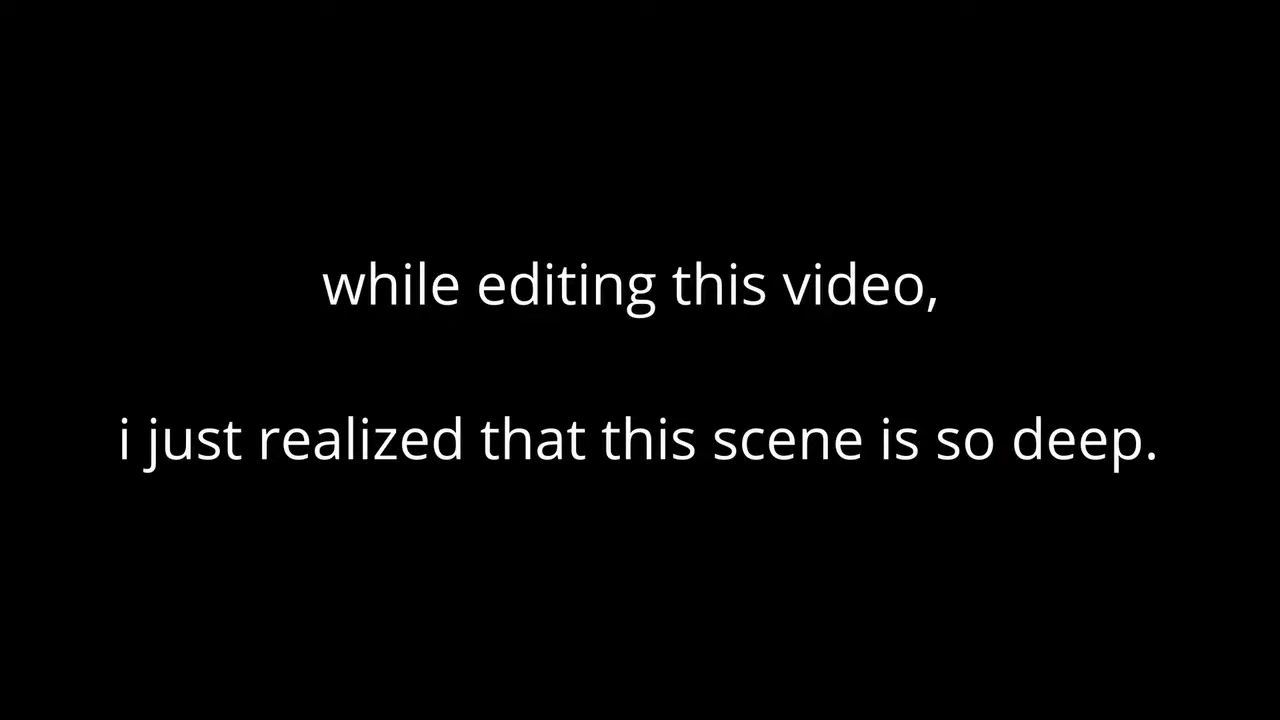 while editing this video,
i just realized that this scene is so deep.